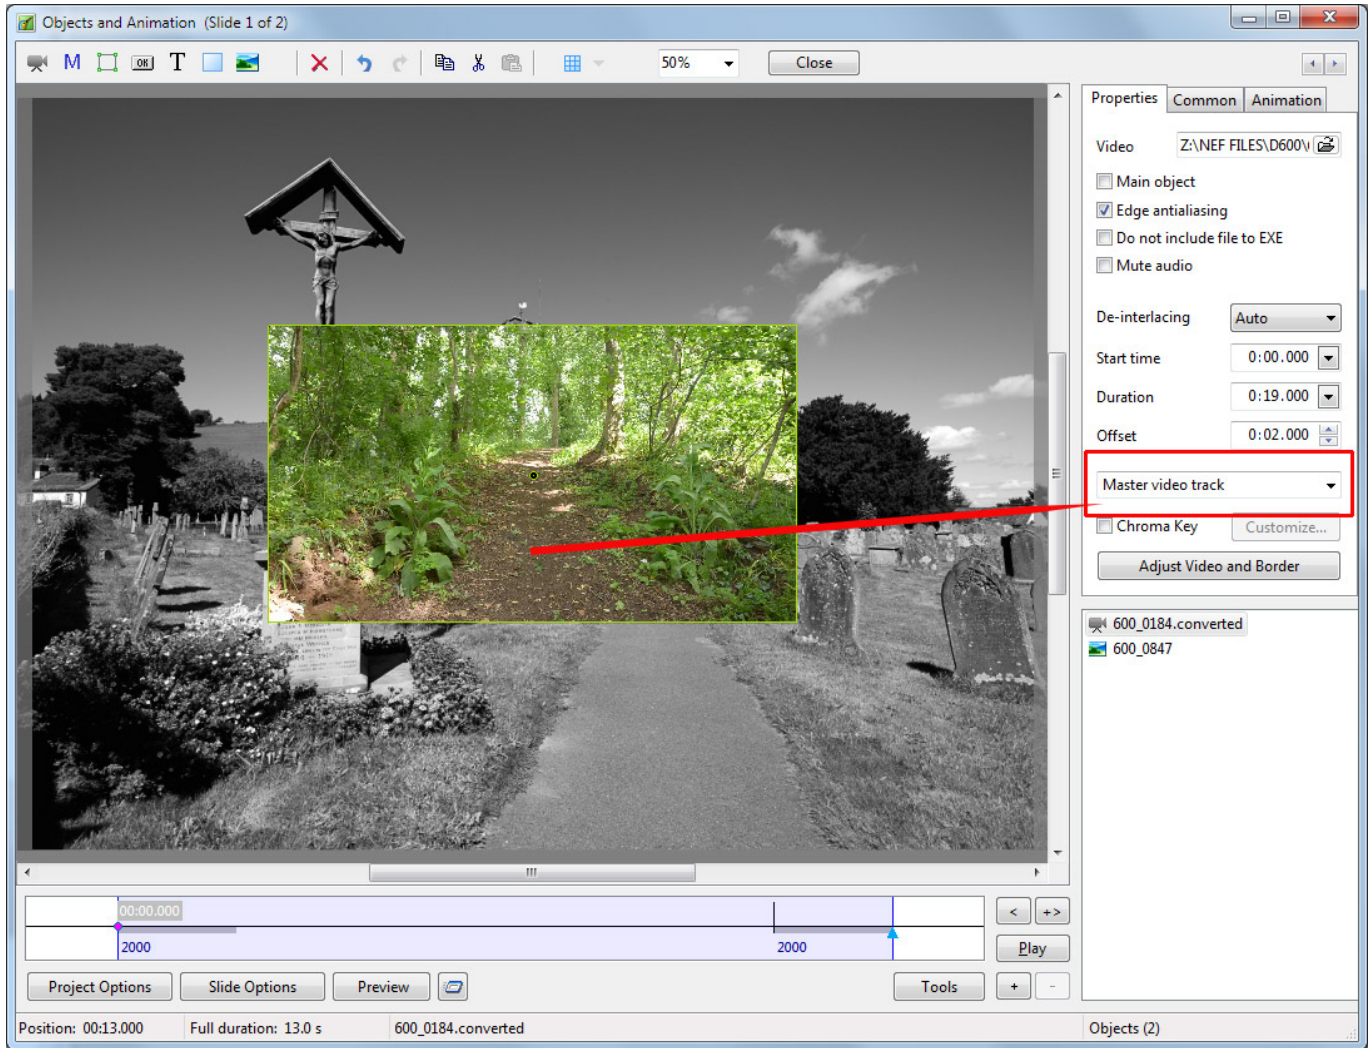 Objects and Animation (Slide 1 of 2)
M OK T 50% Close
Properties Common Animation
Video Z:\NEF FILES\D600\
Main object
Edge antialiasing
Do not include file to EXE
Mute audio
De-interlacing Auto
Start time 0:00.000
Duration 0:19.000
Offset 0:02.000
Master video track
Chroma Key Customize...
Adjust Video and Border
600_0184.converted
600_0847
00:00.000
2000 2000
< +>
Play
Project Options Slide Options Preview Tools + -
Position: 00:13.000 Full duration: 13.0 s 600_0184.converted Objects (2)